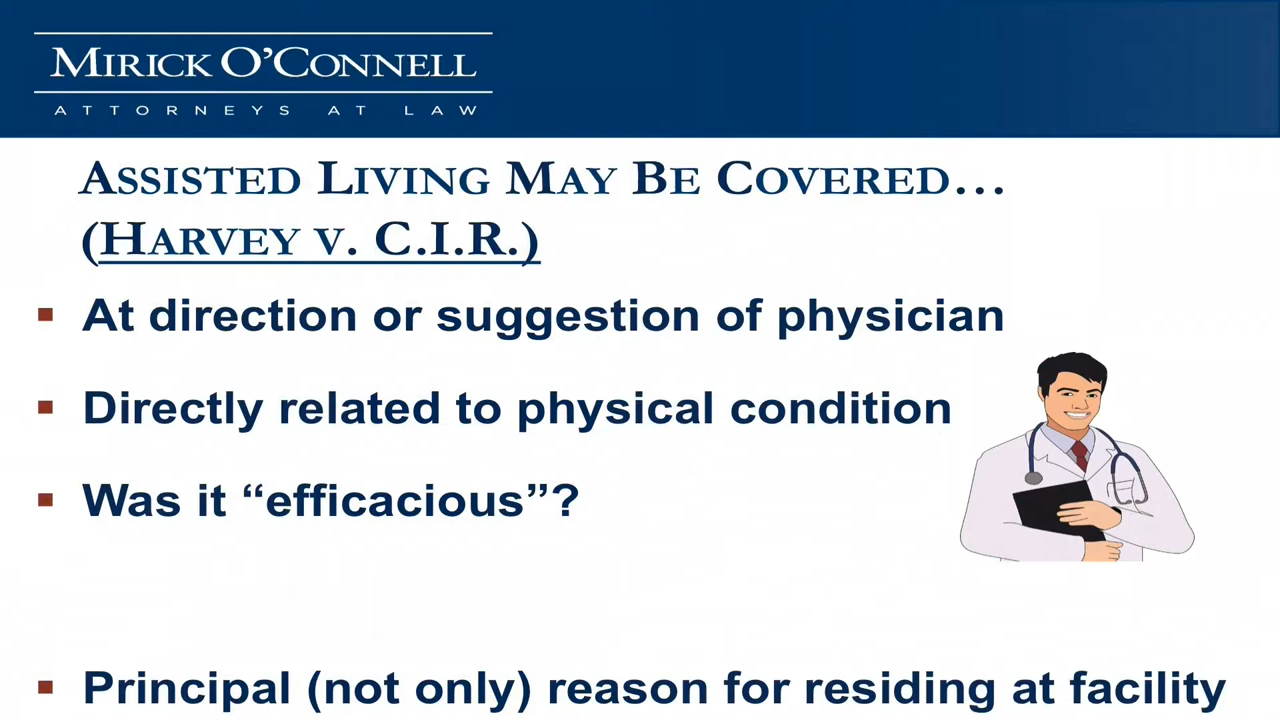 MIRICK O'CONNELL
ATTORNEYS AT LAW
ASSISTED LIVING MAY BE COVERED…
(HARVEY V. C.I.R.)
▪ At direction or suggestion of physician
▪ Directly related to physical condition
▪ Was it “efficacious”?
▪ Principal (not only) reason for residing at facility